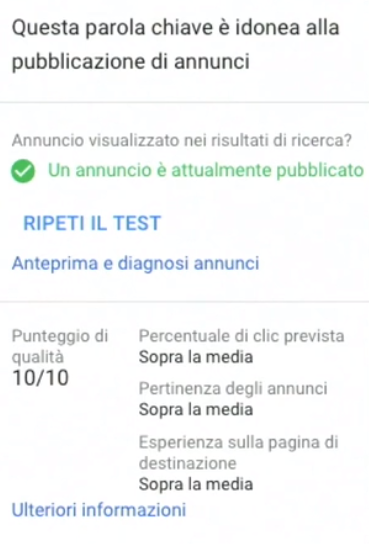 Questa parola chiave è idonea alla
pubblicazione di annunci
Annuncio visualizzato nei risultati di ricerca?
Un annuncio è attualmente pubblicato
RIPETI IL TEST
Anteprima e diagnosi annunci
Punteggio di
qualità
10/10
Percentuale di clic prevista
Sopra la media
Pertinenza degli annunci
Sopra la media
Esperienza sulla pagina di
destinazione
Sopra la media
Ulteriori informazioni